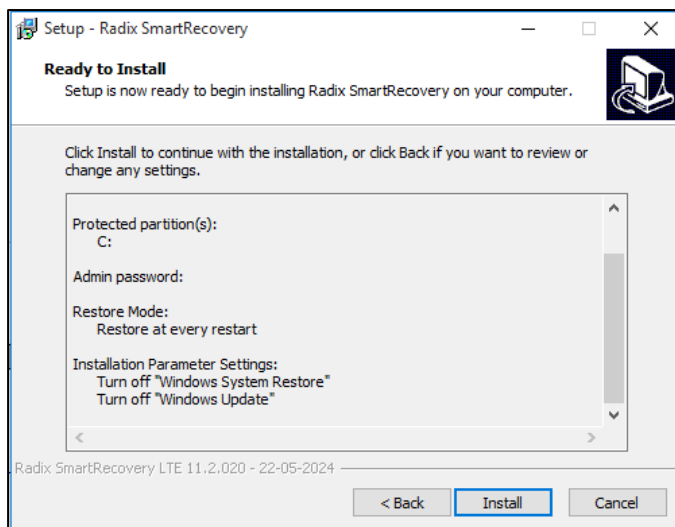 Setup - Radix SmartRecovery
Ready to Install
Setup is now ready to begin installing Radix SmartRecovery on your computer.
Click Install to continue with the installation, or click Back if you want to review or
change any settings.
Protected partition(s):
C:
Admin password:
Restore Mode:
Restore at every restart
Installation Parameter Settings:
Turn off "Windows System Restore"
Turn off "Windows Update"
Radix SmartRecovery LTE 11.2.020 - 22-05-2024
< Back
Install
Cancel